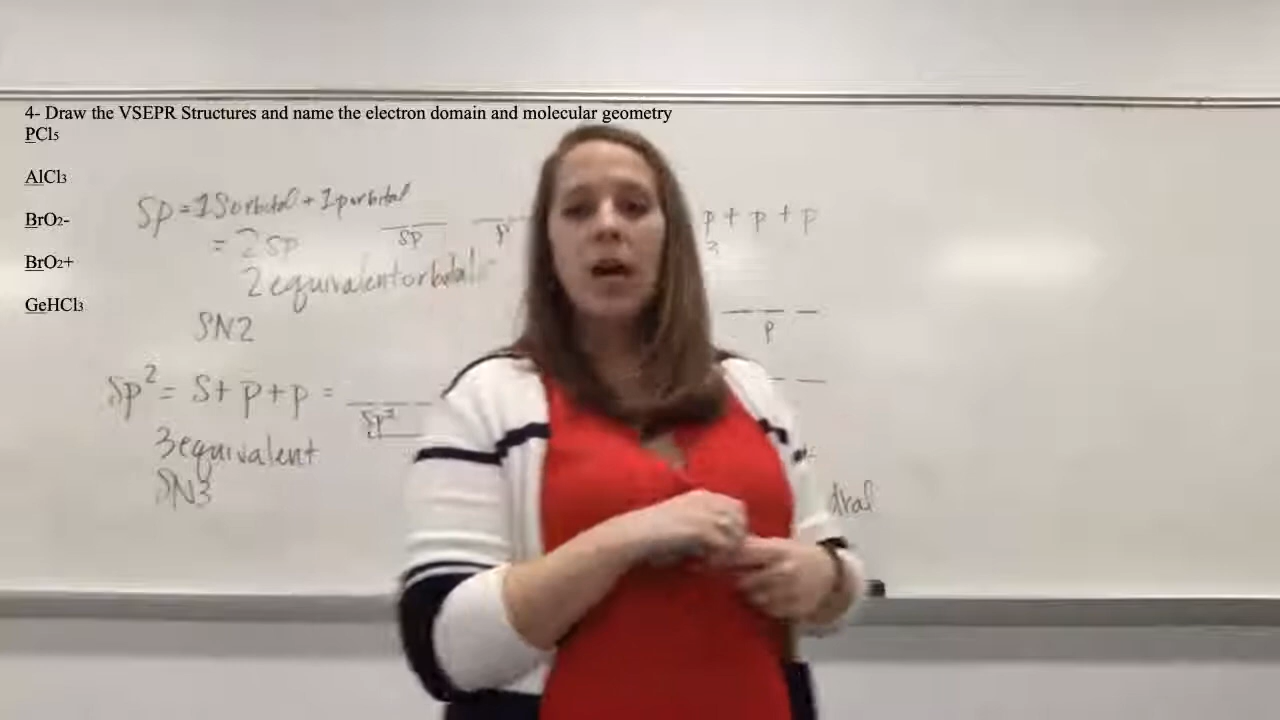 4- Draw the VSEPR Structures and name the electron domain and molecular geometry
PCl5
AlCl3
BrO2-
BrO2+
GeHCl3
Sp = 1 S orbital + 1 p orbital
= 2 sp
sp
2 equivalent orbitals
SN2
Sp² = S + p + p =
sp²
3 equivalent
SN3
p + p + p
p
dral